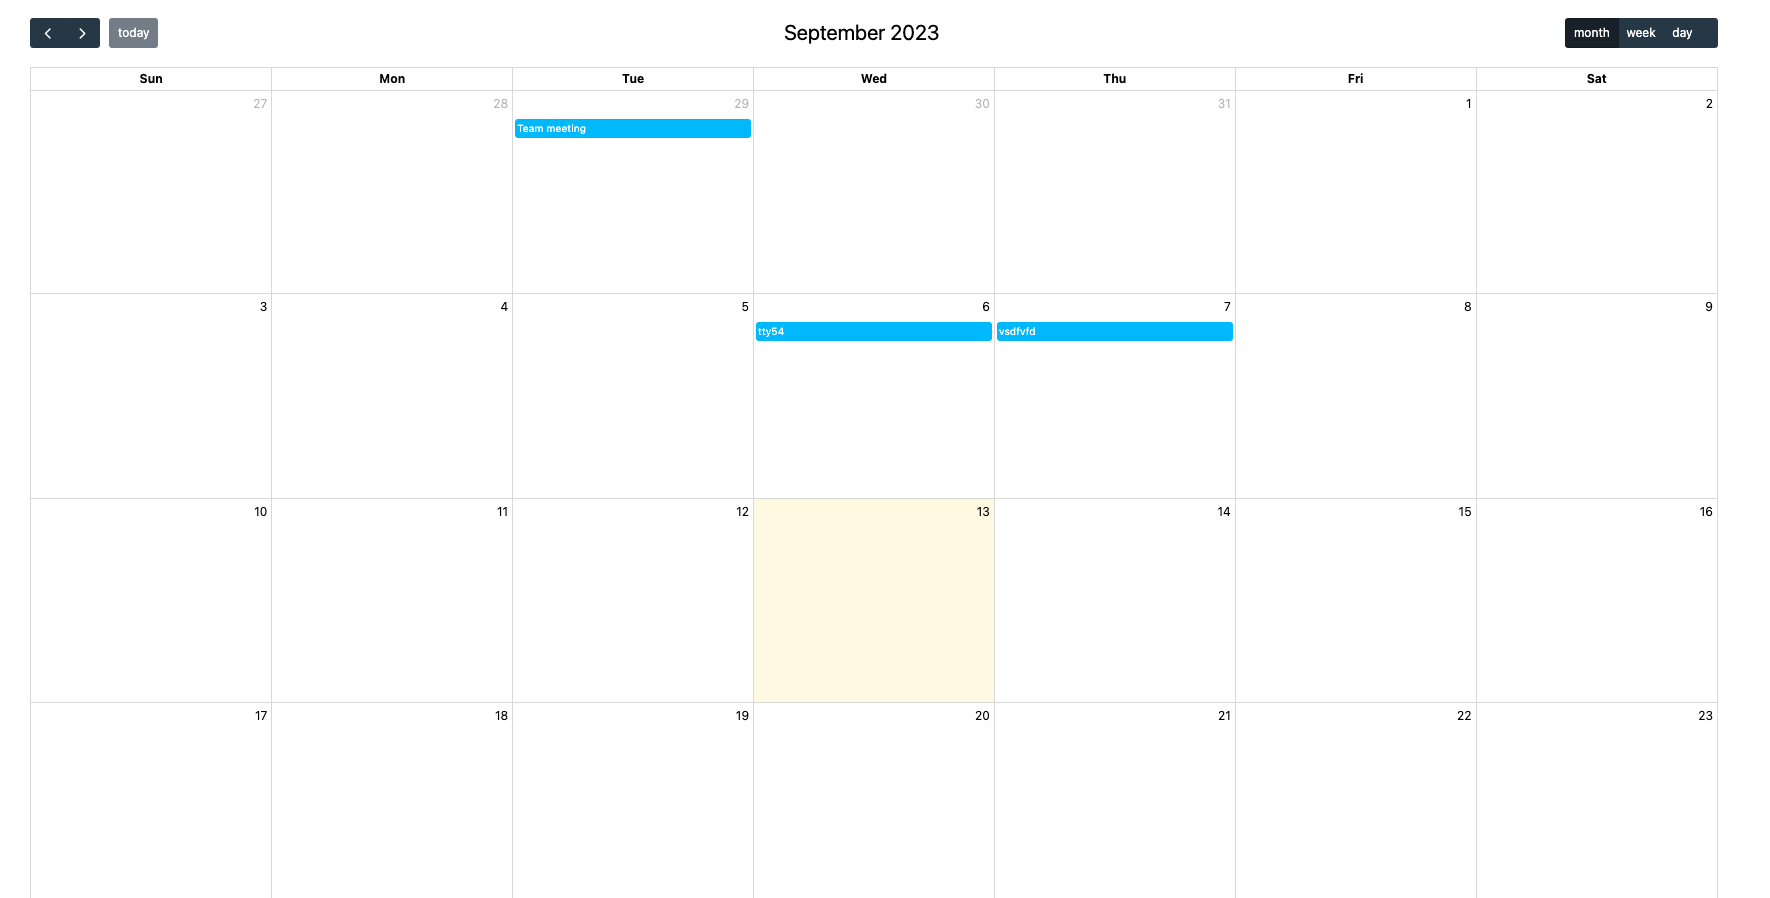 today September 2023 month week day
Sun Mon Tue Wed Thu Fri Sat
27 28 29 30 31 1 2
Team meeting
3 4 5 6 7 8 9
tty54 vsdfvfd
10 11 12 13 14 15 16
17 18 19 20 21 22 23